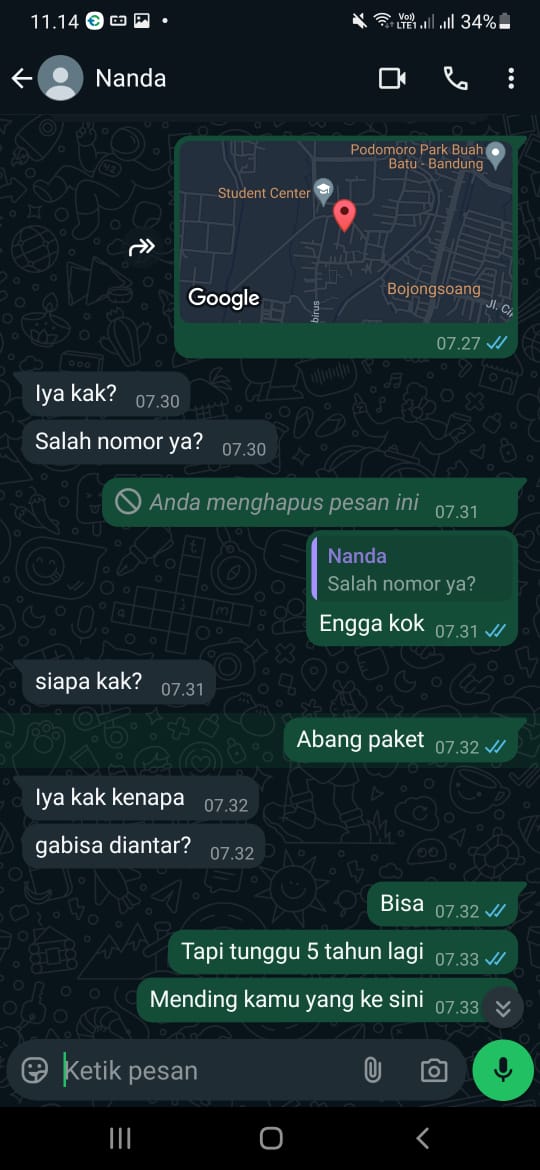 11.14
Vo))
LTE1
34%
Nanda
Podomoro Park Buah
Batu - Bandung
Student Center
Google
Bojongsoang
07.27
Iya kak?
07.30
Salah nomor ya?
07.30
Anda menghapus pesan ini
07.31
Nanda
Salah nomor ya?
Engga kok
07.31
siapa kak?
07.31
Abang paket
07.32
Iya kak kenapa
07.32
gabisa diantar?
07.32
Bisa
07.32
Tapi tunggu 5 tahun lagi
07.33
Mending kamu yang ke sini
07.33
Ketik pesan